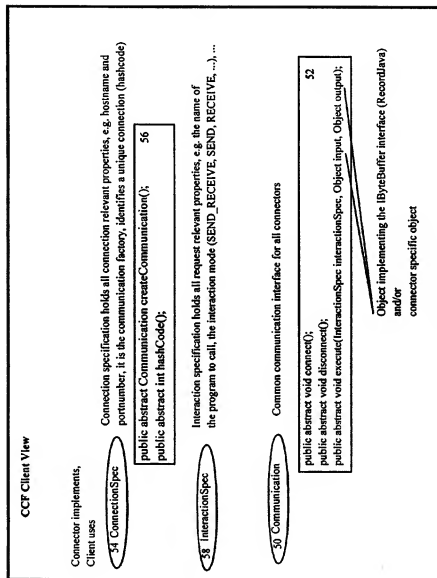 CCF Client View
Connector implements,
Client uses
54 ConnectionSpec
Connection specification holds all connection relevant properties, e.g. hostname and
portnumber, it is the communication factory, identifies a unique connection (hashcode)
56
public abstract Communication createCommunication();
public abstract int hashCode();
58 InteractionSpec
Interaction specification holds all request relevant properties, e.g. the name of
the program to call, the interaction mode (SEND_RECEIVE, SEND, RECEIVE, ...), ...
50 Communication
Common communication interface for all connectors
52
public abstract void connect();
public abstract void disconnect();
public abstract void execute(InteractionSpec interactionSpec, Object input, Object output);
Object implementing the IByteBuffer interface (RecordJava)
and/or
connector specific object